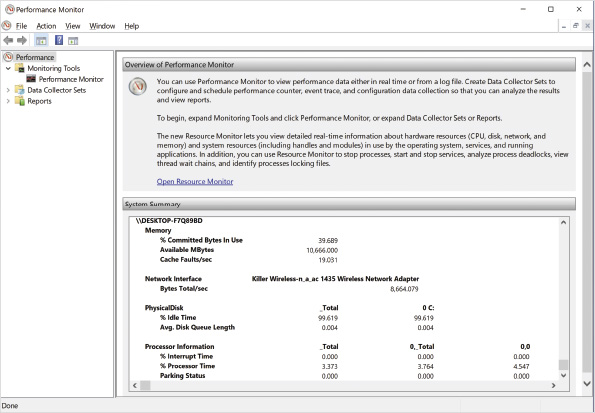 Performance Monitor
File Action View Window Help
Performance
Monitoring Tools
Performance Monitor
Data Collector Sets
Reports
Overview of Performance Monitor
You can use Performance Monitor to view performance data either in real time or from a log file. Create Data Collector Sets to
configure and schedule performance counter, event trace, and configuration data collection so that you can analyze the results
and view reports.
To begin, expand Monitoring Tools and click Performance Monitor, or expand Data Collector Sets or Reports.
The new Resource Monitor lets you view detailed real-time information about hardware resources (CPU, disk, network, and
memory) and system resources (including handles and modules) in use by the operating system, services, and running
applications. In addition, you can use Resource Monitor to stop processes, start and stop services, analyze process deadlocks, view
thread wait chains, and identify processes locking files.
Open Resource Monitor
System Summary
\\DESKTOP-F7Q89BD
Memory
% Committed Bytes In Use 39.689
Available MBytes 10,666.000
Cache Faults/sec 19.031
Network Interface Killer Wireless-n_a_ac 1435 Wireless Network Adapter
Bytes Total/sec 8,664.079
PhysicalDisk _Total 0 C:
% Idle Time 99.619 99.619
Avg. Disk Queue Length 0.004 0.004
Processor Information _Total 0,_Total 0,0
% Interrupt Time 0.000 0.000 0.000
% Processor Time 3.373 3.764 4.547
Parking Status 0.000 0.000 0.000
Done